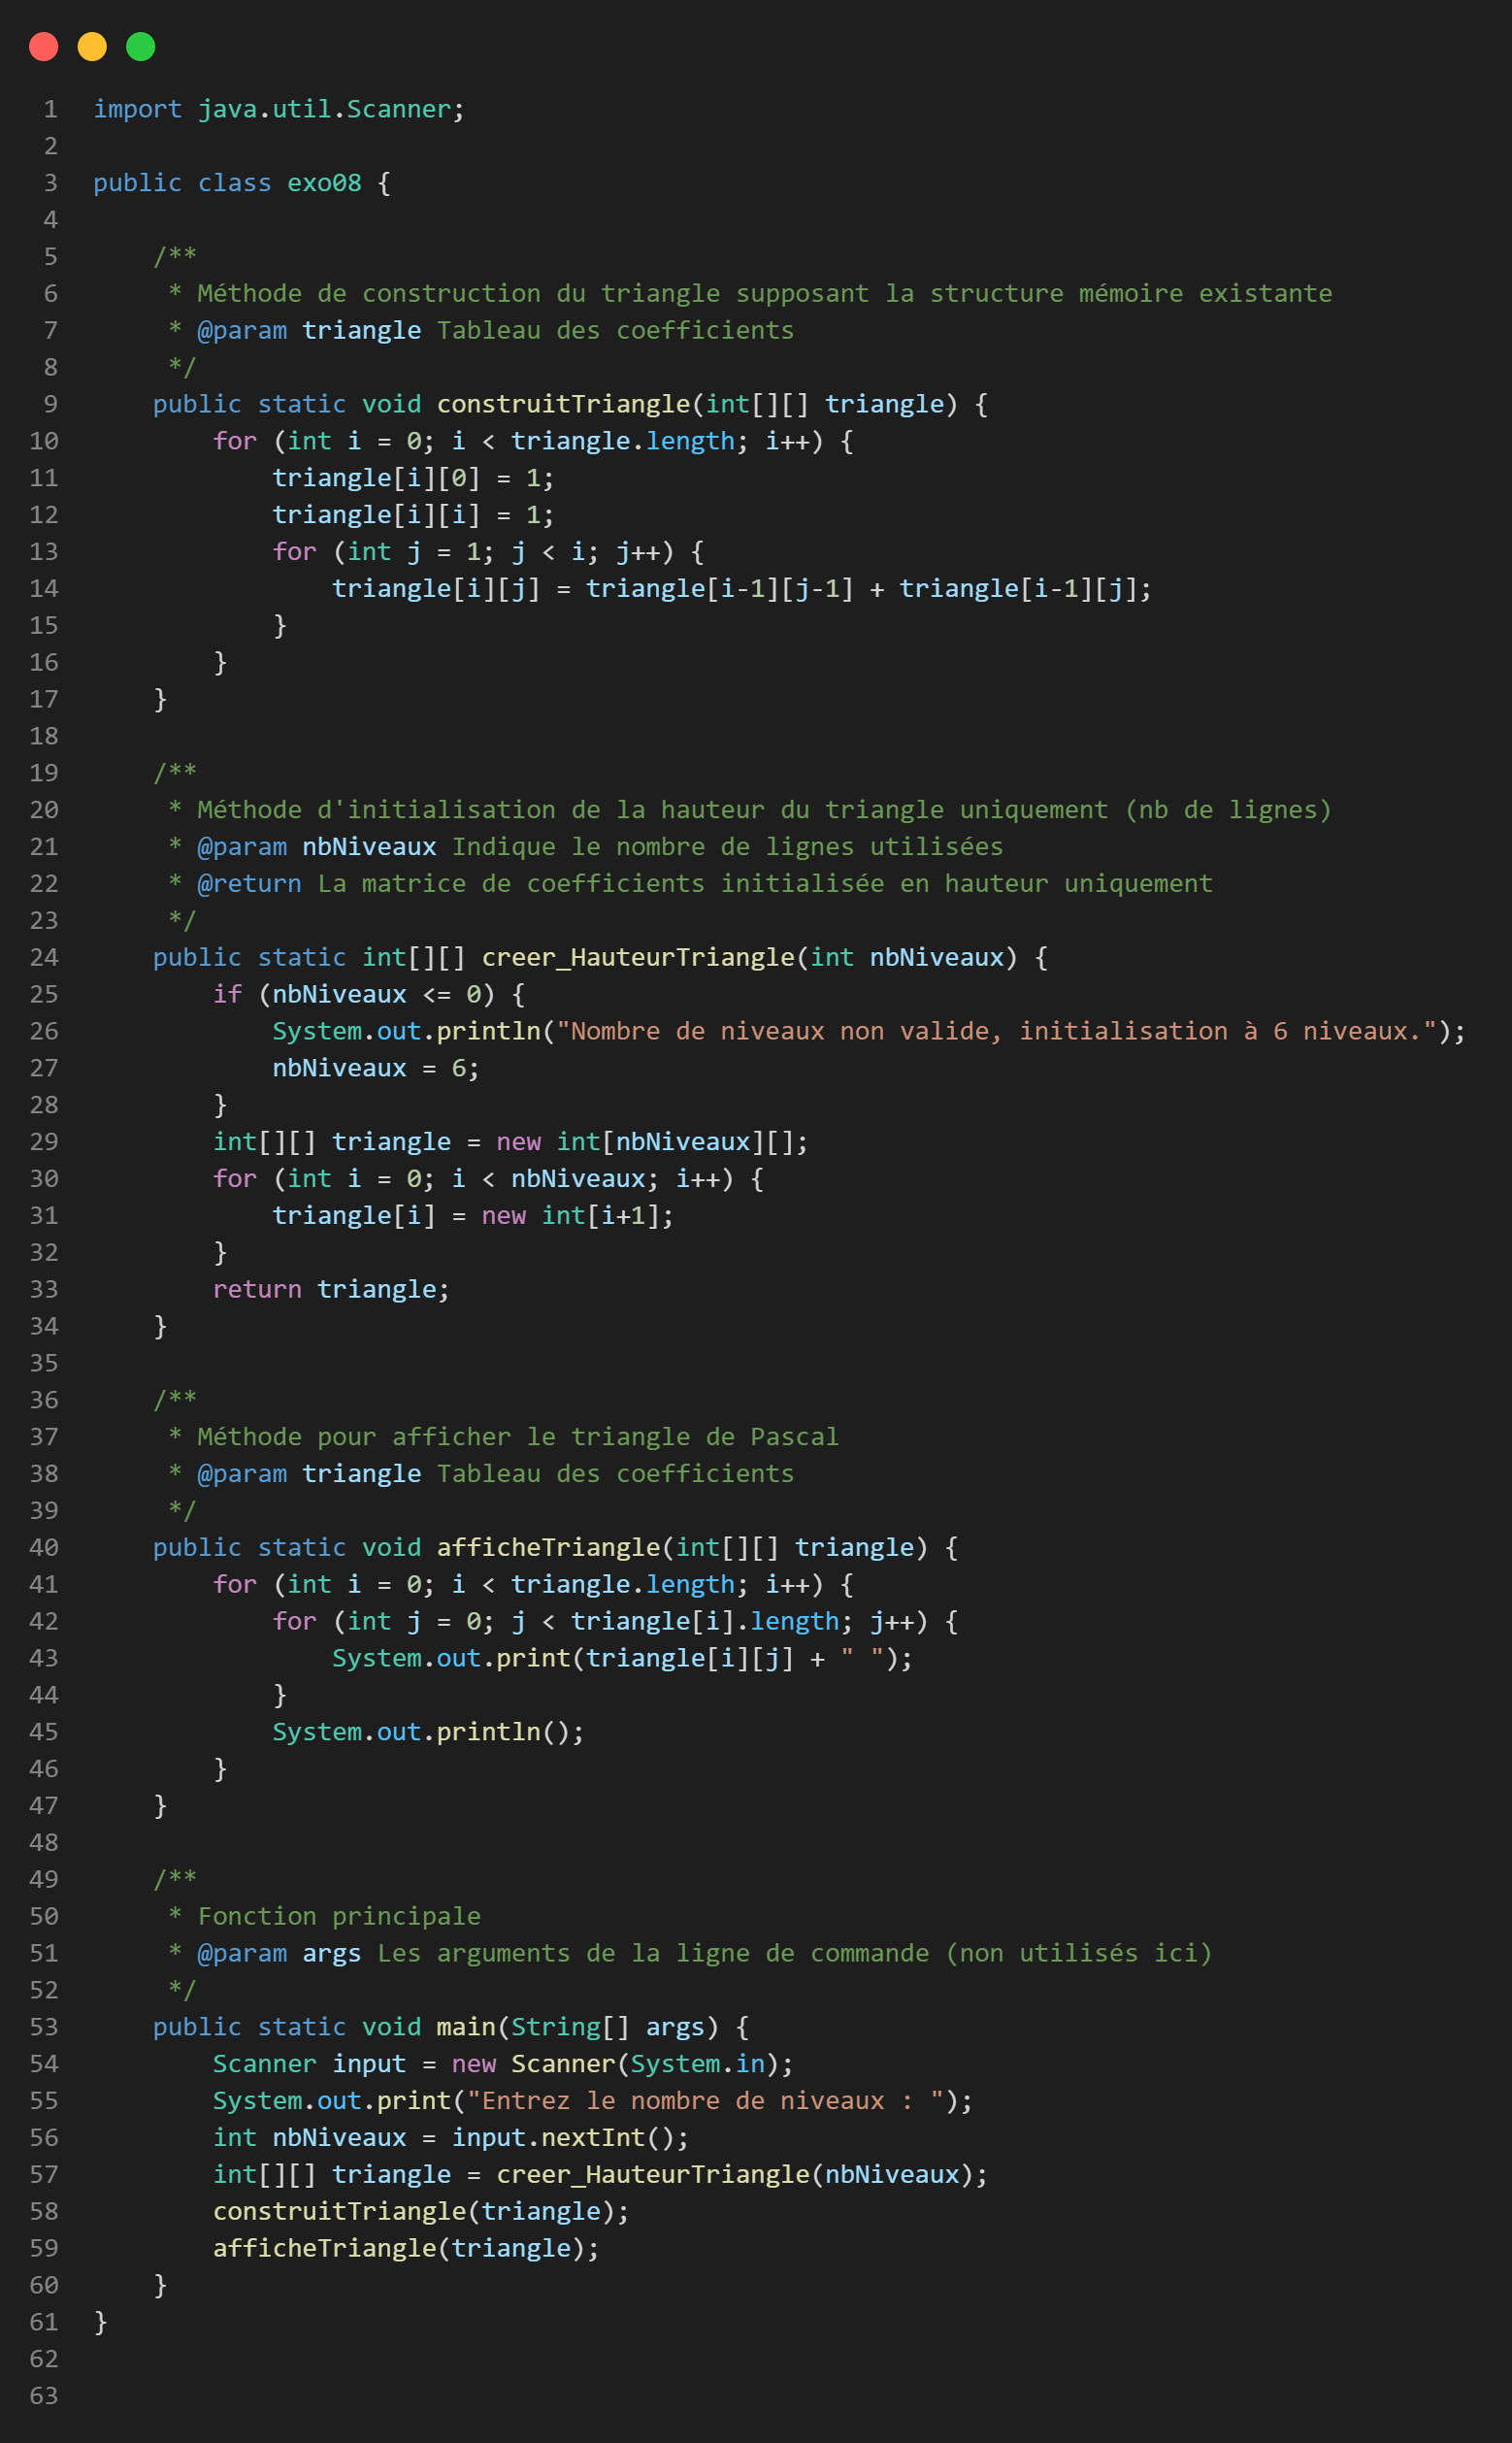 1 import java.util.Scanner;
2
3 public class exo08 {
4
5     /**
6      * Méthode de construction du triangle supposant la structure mémoire existante
7      * @param triangle Tableau des coefficients
8      */
9     public static void construitTriangle(int[][] triangle) {
10         for (int i = 0; i < triangle.length; i++) {
11             triangle[i][0] = 1;
12             triangle[i][i] = 1;
13             for (int j = 1; j < i; j++) {
14                 triangle[i][j] = triangle[i-1][j-1] + triangle[i-1][j];
15             }
16         }
17     }
18
19     /**
20      * Méthode d'initialisation de la hauteur du triangle uniquement (nb de lignes)
21      * @param nbNiveaux Indique le nombre de lignes utilisées
22      * @return La matrice de coefficients initialisée en hauteur uniquement
23      */
24     public static int[][] creer_HauteurTriangle(int nbNiveaux) {
25         if (nbNiveaux <= 0) {
26             System.out.println("Nombre de niveaux non valide, initialisation à 6 niveaux.");
27             nbNiveaux = 6;
28         }
29         int[][] triangle = new int[nbNiveaux][];
30         for (int i = 0; i < nbNiveaux; i++) {
31             triangle[i] = new int[i+1];
32         }
33         return triangle;
34     }
35
36     /**
37      * Méthode pour afficher le triangle de Pascal
38      * @param triangle Tableau des coefficients
39      */
40     public static void afficheTriangle(int[][] triangle) {
41         for (int i = 0; i < triangle.length; i++) {
42             for (int j = 0; j < triangle[i].length; j++) {
43                 System.out.print(triangle[i][j] + " ");
44             }
45             System.out.println();
46         }
47     }
48
49     /**
50      * Fonction principale
51      * @param args Les arguments de la ligne de commande (non utilisés ici)
52      */
53     public static void main(String[] args) {
54         Scanner input = new Scanner(System.in);
55         System.out.print("Entrez le nombre de niveaux : ");
56         int nbNiveaux = input.nextInt();
57         int[][] triangle = creer_HauteurTriangle(nbNiveaux);
58         construitTriangle(triangle);
59         afficheTriangle(triangle);
60     }
61 }
62
63